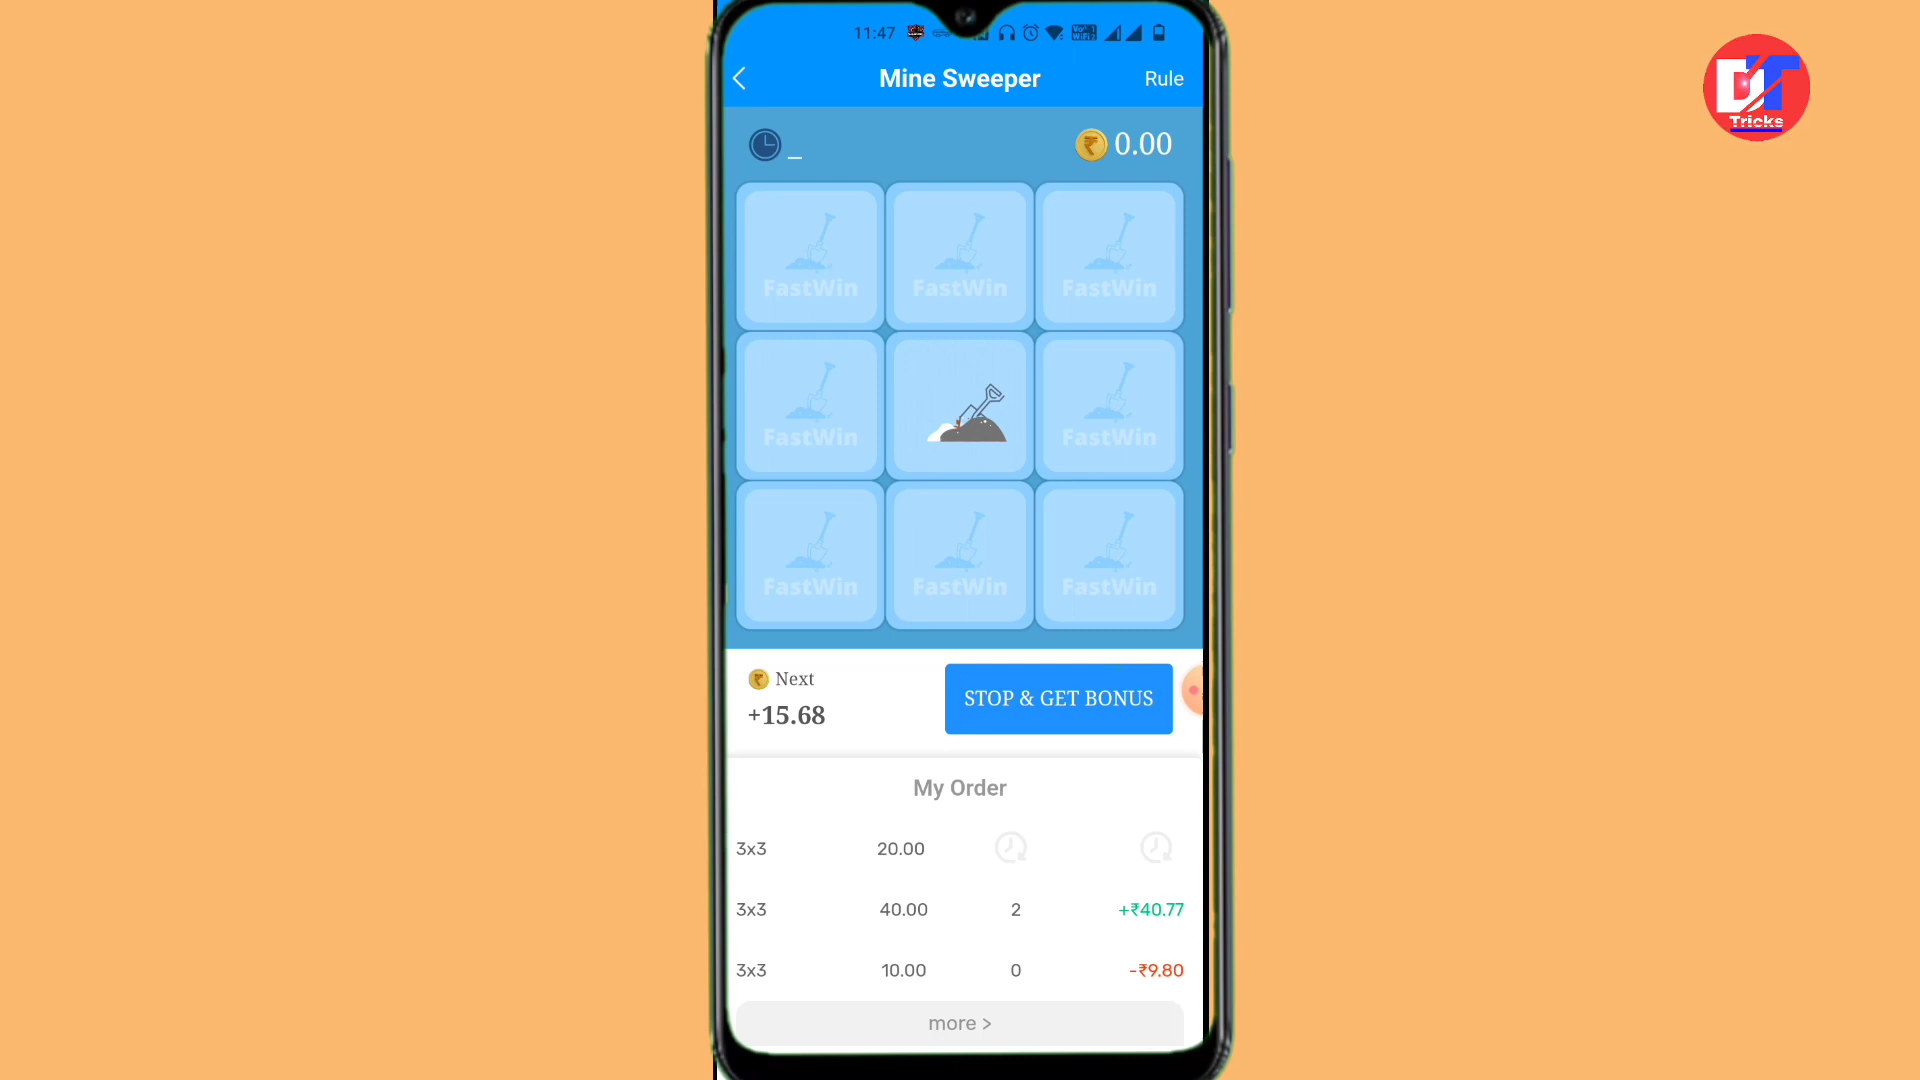 11:47
Mine Sweeper
Rule
DT
Tricks
_
0.00
FastWin FastWin FastWin
FastWin FastWin
FastWin FastWin FastWin
Next
+15.68
STOP & GET BONUS
My Order
3x3 20.00
3x3 40.00 2 +₹40.77
3x3 10.00 0 -₹9.80
more >